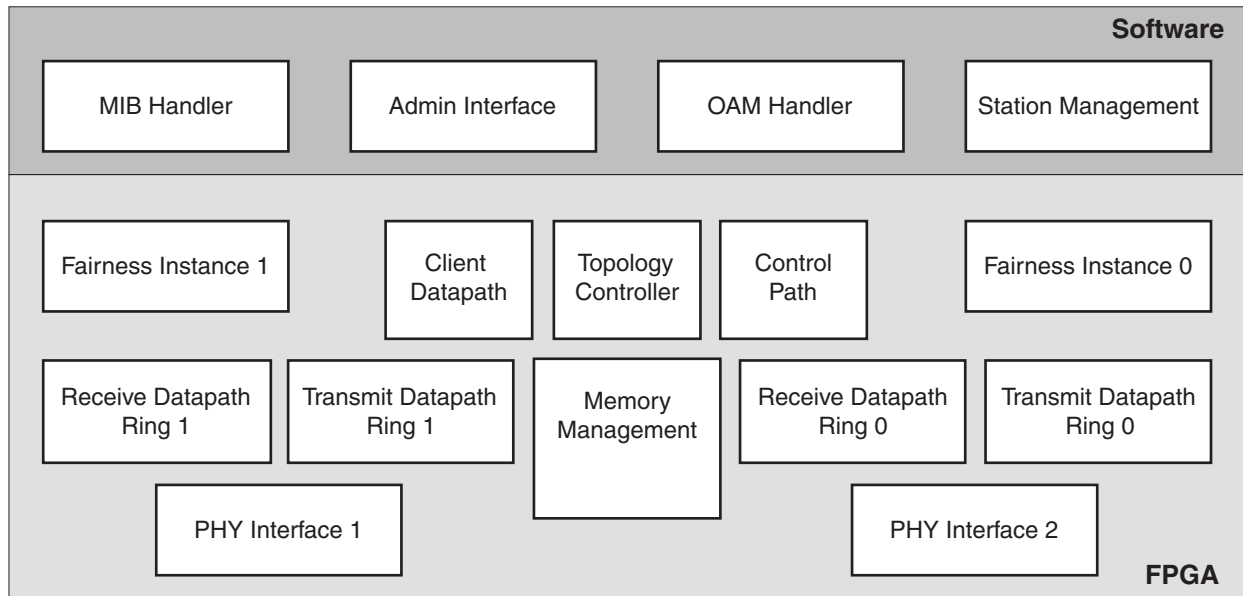 Software
MIB Handler
Admin Interface
OAM Handler
Station Management
Fairness Instance 1
Client
Datapath
Topology
Controller
Control
Path
Fairness Instance 0
Receive Datapath
Ring 1
Transmit Datapath
Ring 1
Memory
Management
Receive Datapath
Ring 0
Transmit Datapath
Ring 0
PHY Interface 1
PHY Interface 2
FPGA